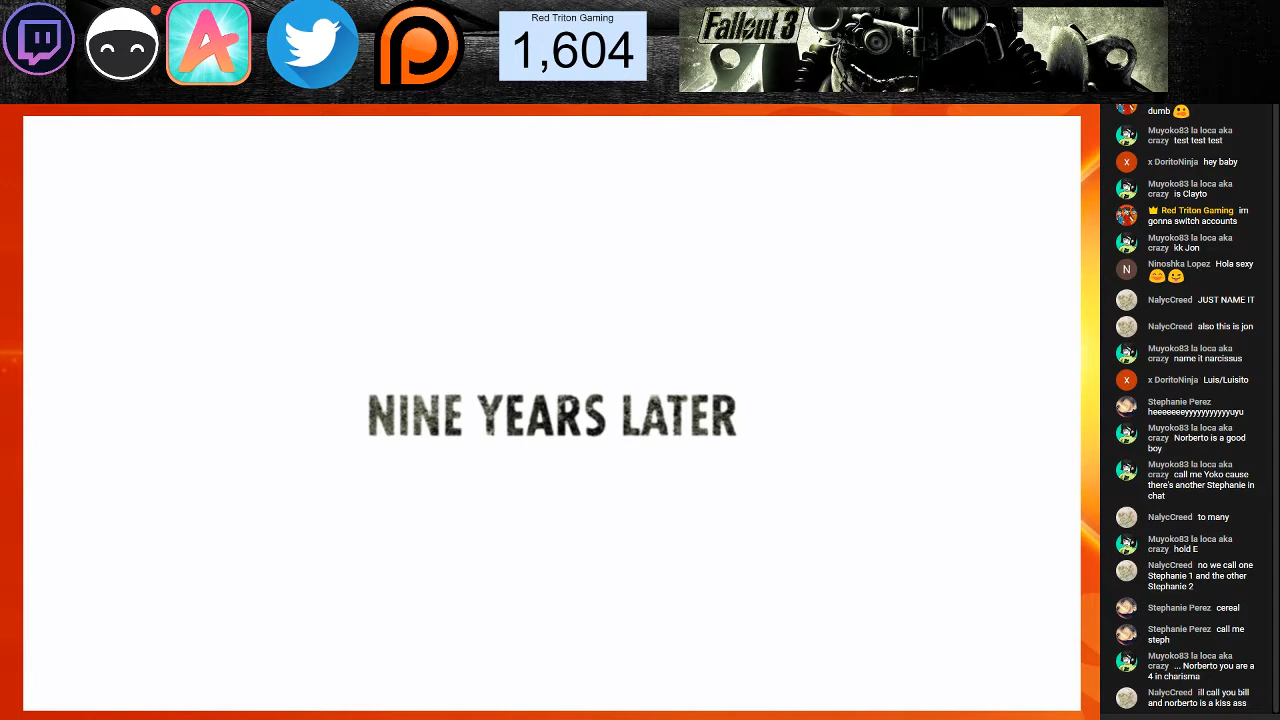 Red Triton Gaming
1,604
Fallout 3
NINE YEARS LATER
dumb
Muyoko83 la loca aka
crazy test test test
x DoritoNinja hey baby
Muyoko83 la loca aka
crazy is Clayto
Red Triton Gaming im
gonna switch accounts
Muyoko83 la loca aka
crazy kk Jon
Ninoshka Lopez Hola sexy
NalycCreed JUST NAME IT
NalycCreed also this is jon
Muyoko83 la loca aka
crazy name it narcissus
x DoritoNinja Luis/Luisito
Stephanie Perez
heeeeeeyyyyyyyyyyuyu
Muyoko83 la loca aka
crazy Norberto is a good
boy
Muyoko83 la loca aka
crazy call me Yoko cause
there's another Stephanie in
chat
NalycCreed to many
Muyoko83 la loca aka
crazy hold E
NalycCreed no we call one
Stephanie 1 and the other
Stephanie 2
Stephanie Perez cereal
Stephanie Perez call me
steph
Muyoko83 la loca aka
crazy ... Norberto you are a
4 in charisma
NalycCreed ill call you bill
and norberto is a kiss ass